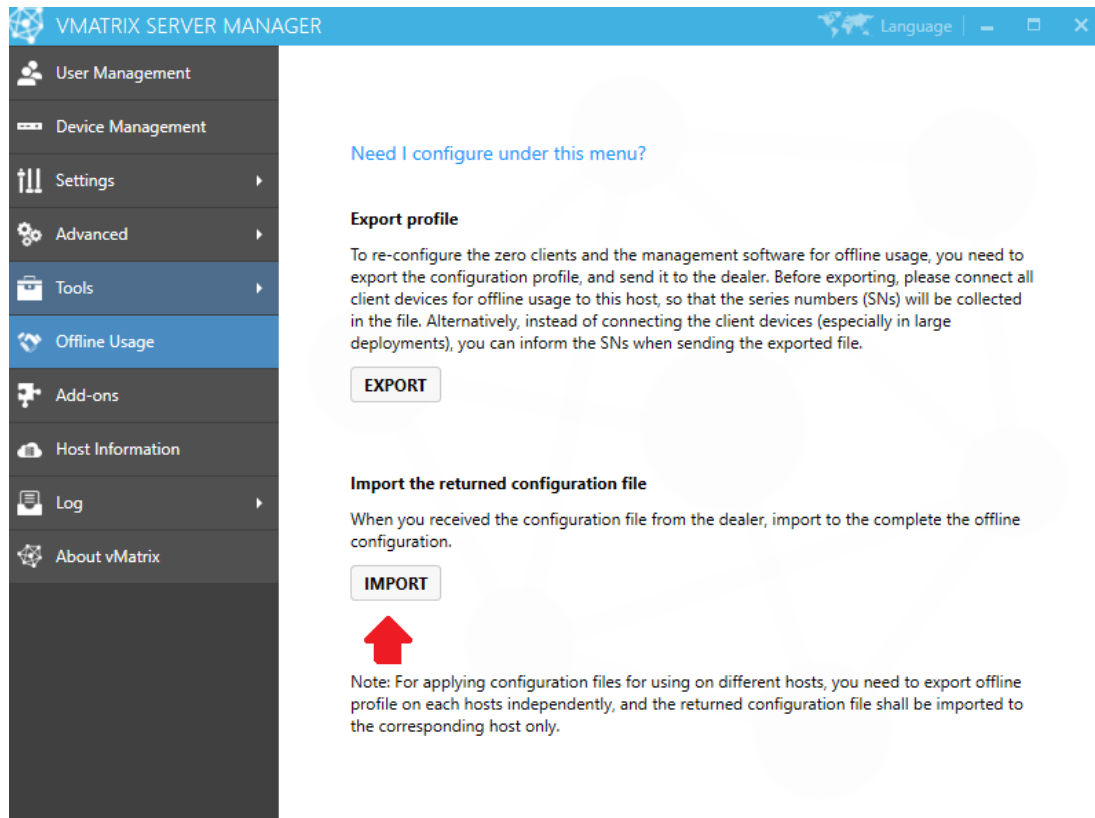 VMATRIX SERVER MANAGER
Language
User Management
Device Management
Settings
Advanced
Tools
Offline Usage
Add-ons
Host Information
Log
About vMatrix
Need I configure under this menu?
Export profile
To re-configure the zero clients and the management software for offline usage, you need to
export the configuration profile, and send it to the dealer. Before exporting, please connect all
client devices for offline usage to this host, so that the series numbers (SNs) will be collected
in the file. Alternatively, instead of connecting the client devices (especially in large
deployments), you can inform the SNs when sending the exported file.
EXPORT
Import the returned configuration file
When you received the configuration file from the dealer, import to the complete the offline
configuration.
IMPORT
Note: For applying configuration files for using on different hosts, you need to export offline
profile on each hosts independently, and the returned configuration file shall be imported to
the corresponding host only.